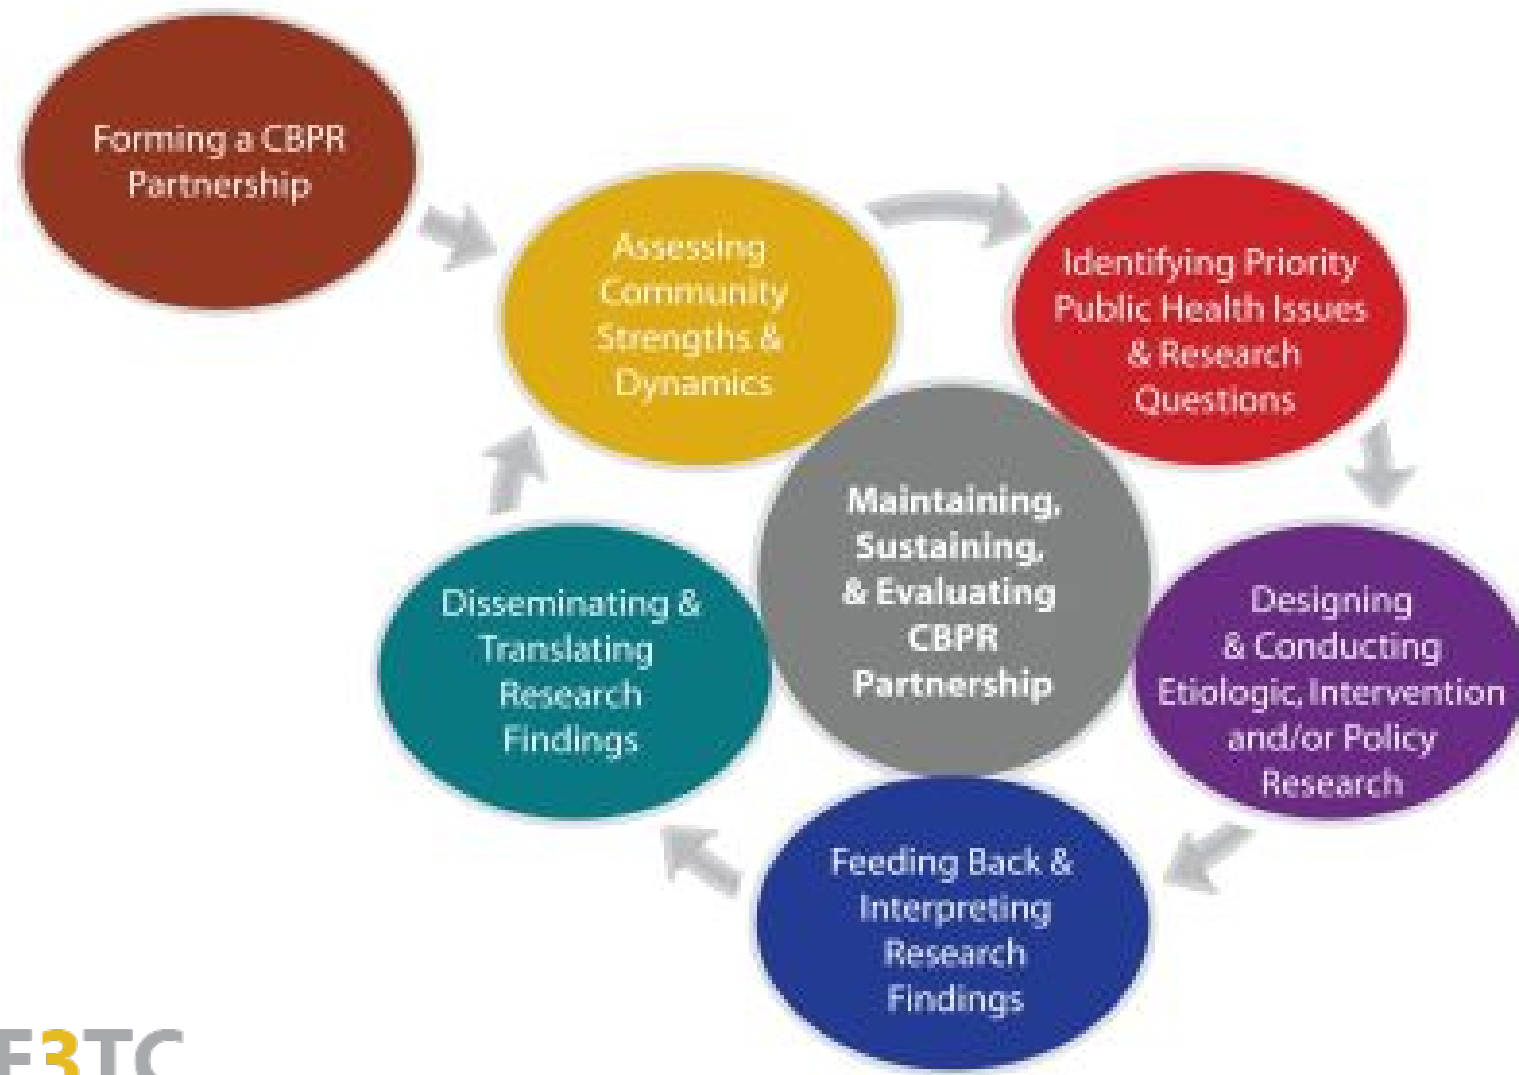 Forming a CBPR
Partnership
Assessing
Community
Strengths &
Dynamics
Identifying Priority
Public Health Issues
& Research
Questions
Maintaining,
Sustaining,
& Evaluating
CBPR
Partnership
Designing
& Conducting
Etiologic, Intervention
and/or Policy
Research
Feeding Back &
Interpreting
Research
Findings
Disseminating &
Translating
Research
Findings